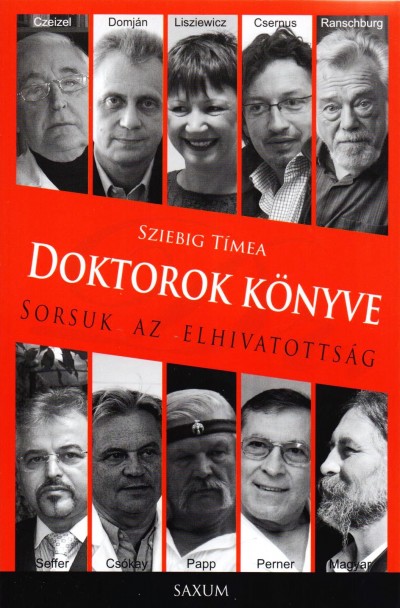 Czeizel Domján Lisziewicz Csernus Ranschburg
Sziebig Tímea
Doktorok könyve
Sorsuk az elhivatottság
Seffer Csókay Papp Perner Magyar
SAXUM